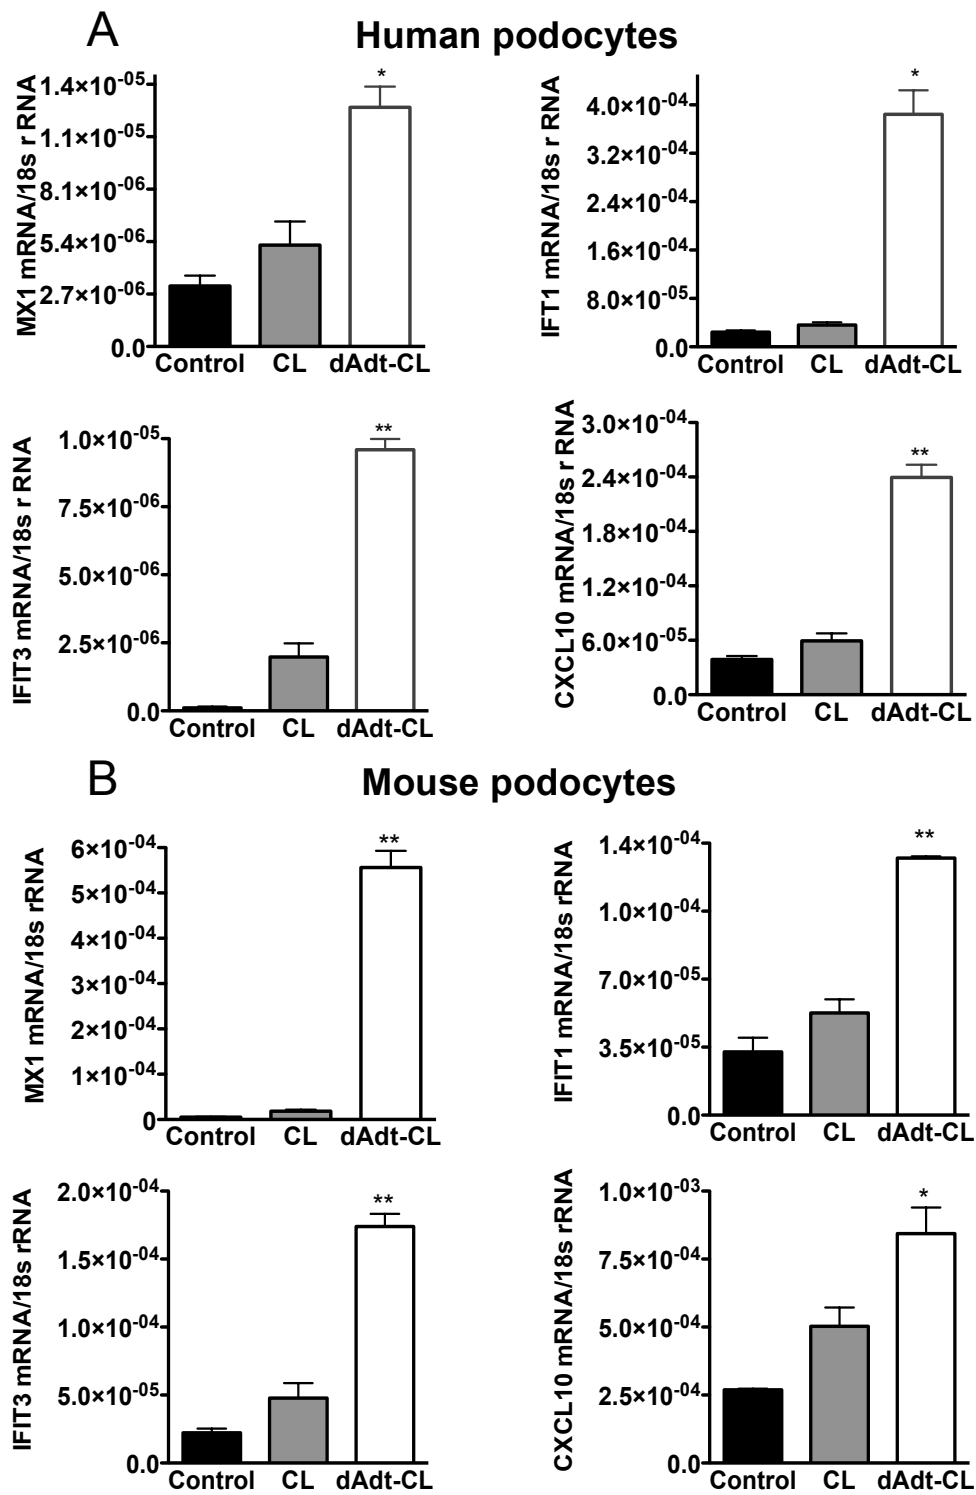 A
Human podocytes
MX1 mRNA/18s r RNA
1.4×10^-05
1.1×10^-05
8.1×10^-06
5.4×10^-06
2.7×10^-06
0.0
*
Control CL dAdt-CL
IFT1 mRNA/18s r RNA
4.0×10^-04
3.2×10^-04
2.4×10^-04
1.6×10^-04
8.0×10^-05
0.0
*
Control CL dAdt-CL
IFIT3 mRNA/18s r RNA
1.0×10^-05
7.5×10^-06
5.0×10^-06
2.5×10^-06
0.0
**
Control CL dAdt-CL
CXCL10 mRNA/18s r RNA
3.0×10^-04
2.4×10^-04
1.8×10^-04
1.2×10^-04
6.0×10^-05
0.0
**
Control CL dAdt-CL
B
Mouse podocytes
MX1 mRNA/18s rRNA
6×10^-04
5×10^-04
4×10^-04
3×10^-04
2×10^-04
1×10^-04
0
**
Control CL dAdt-CL
IFIT1 mRNA/18s rRNA
1.4×10^-04
1.0×10^-04
7.0×10^-05
3.5×10^-05
0.0
**
Control CL dAdt-CL
IFIT3 mRNA/18s rRNA
2.0×10^-04
1.5×10^-04
1.0×10^-04
5.0×10^-05
0.0
**
Control CL dAdt-CL
CXCL10 mRNA/18s rRNA
1.0×10^-03
7.5×10^-04
5.0×10^-04
2.5×10^-04
0.0
*
Control CL dAdt-CL